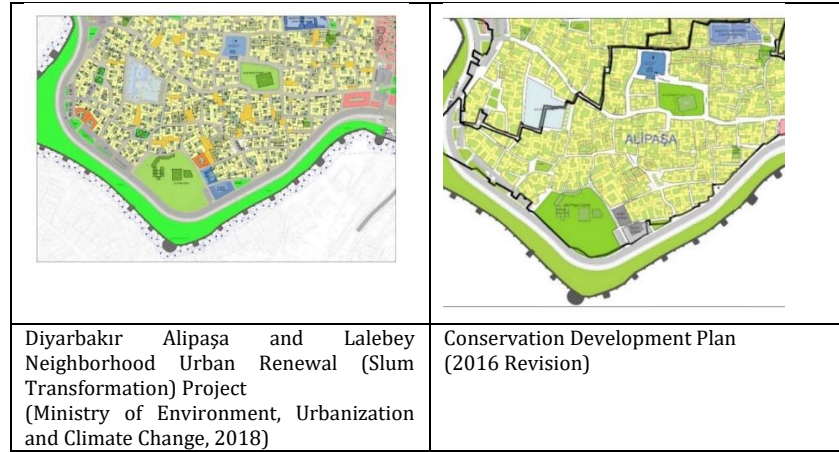 ALİPAŞA
Diyarbakır Alipaşa and Lalebey
Neighborhood Urban Renewal (Slum
Transformation) Project
(Ministry of Environment, Urbanization
and Climate Change, 2018)
Conservation Development Plan
(2016 Revision)